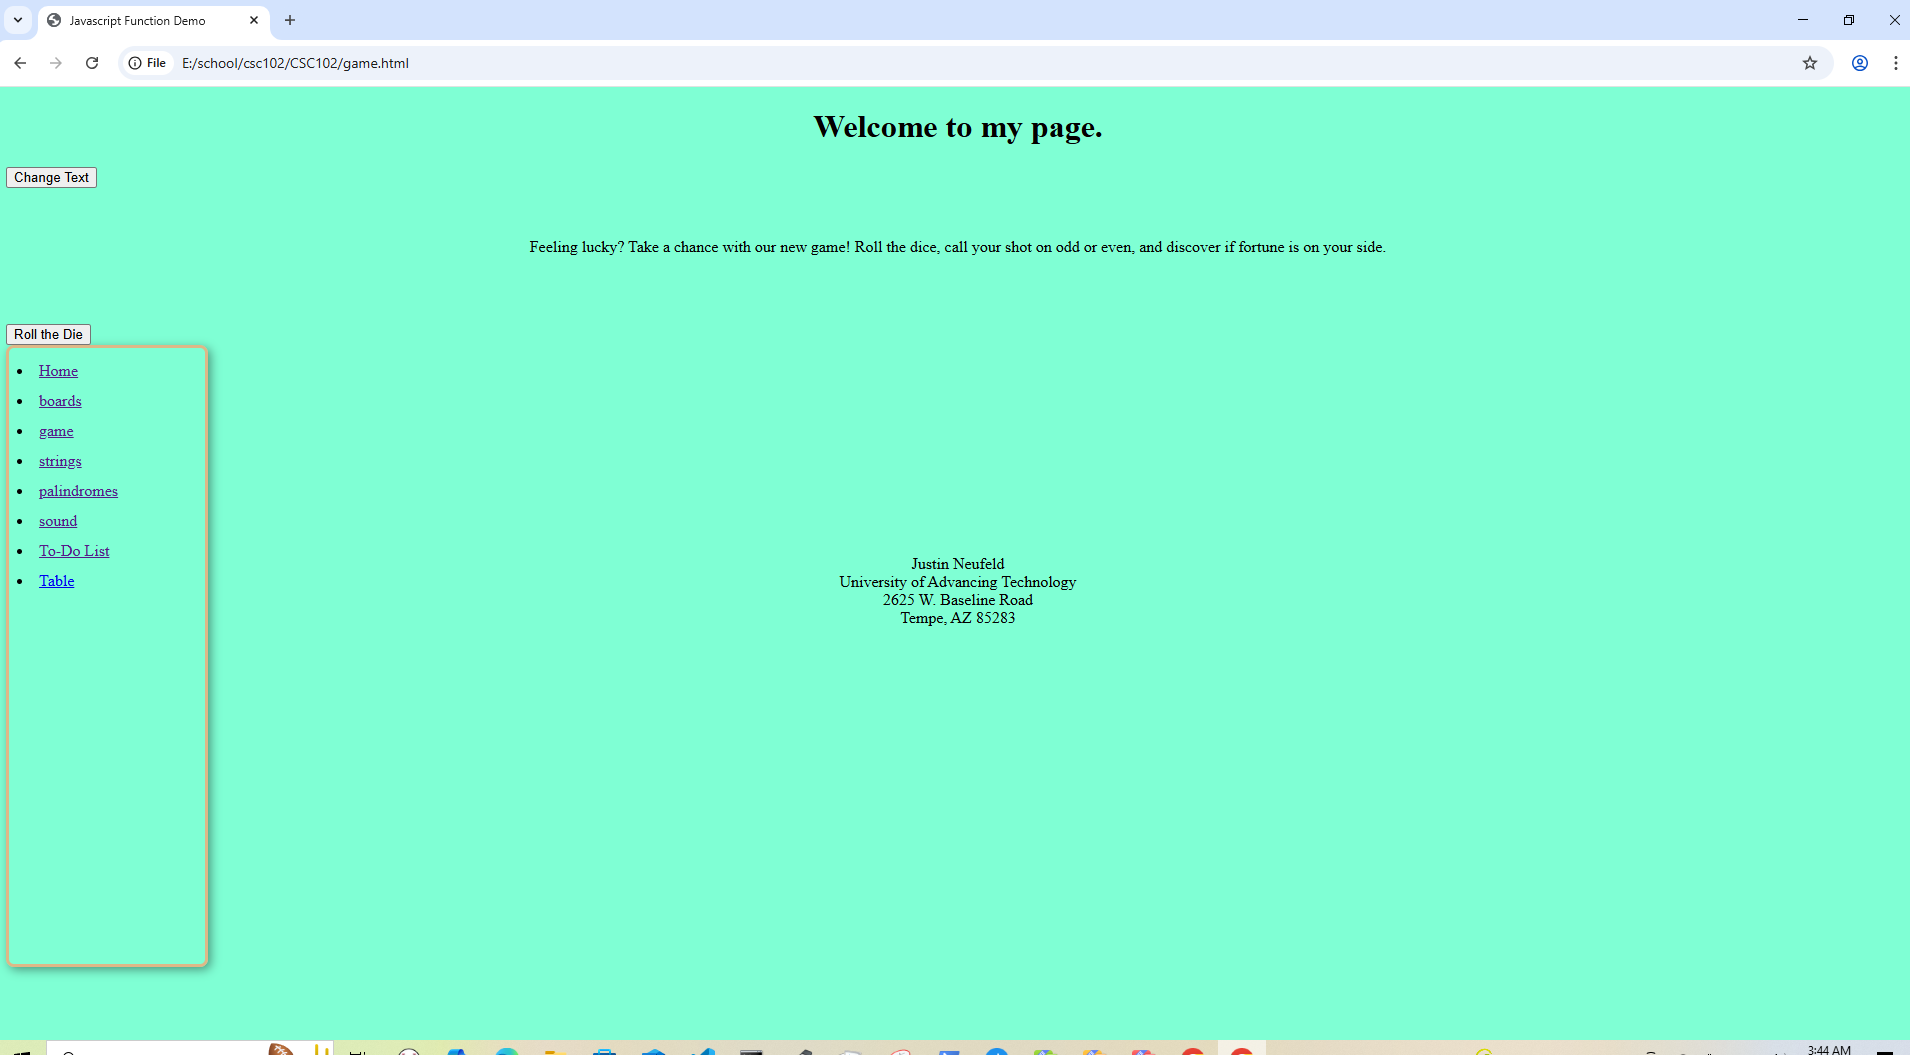 Javascript Function Demo
File E:/school/csc102/CSC102/game.html
Welcome to my page.
Change Text
Feeling lucky? Take a chance with our new game! Roll the dice, call your shot on odd or even, and discover if fortune is on your side.
Roll the Die
Home
boards
game
strings
palindromes
sound
To-Do List
Table
Justin Neufeld
University of Advancing Technology
2625 W. Baseline Road
Tempe, AZ 85283
3:44 AM